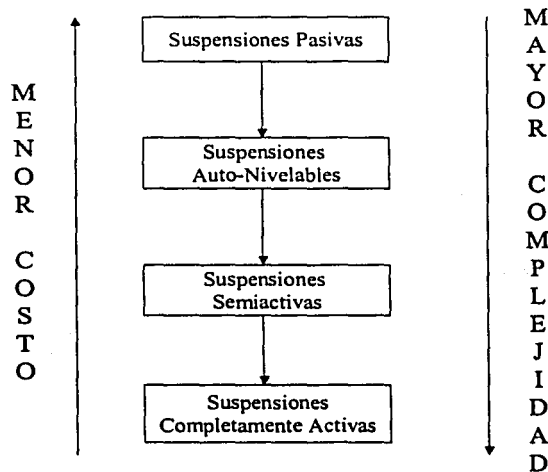 Suspensiones Pasivas
Suspensiones
Auto-Nivelables
Suspensiones
Semiactivas
Suspensiones
Completamente Activas
MENOR COSTO
MAYOR COMPLEJIDAD